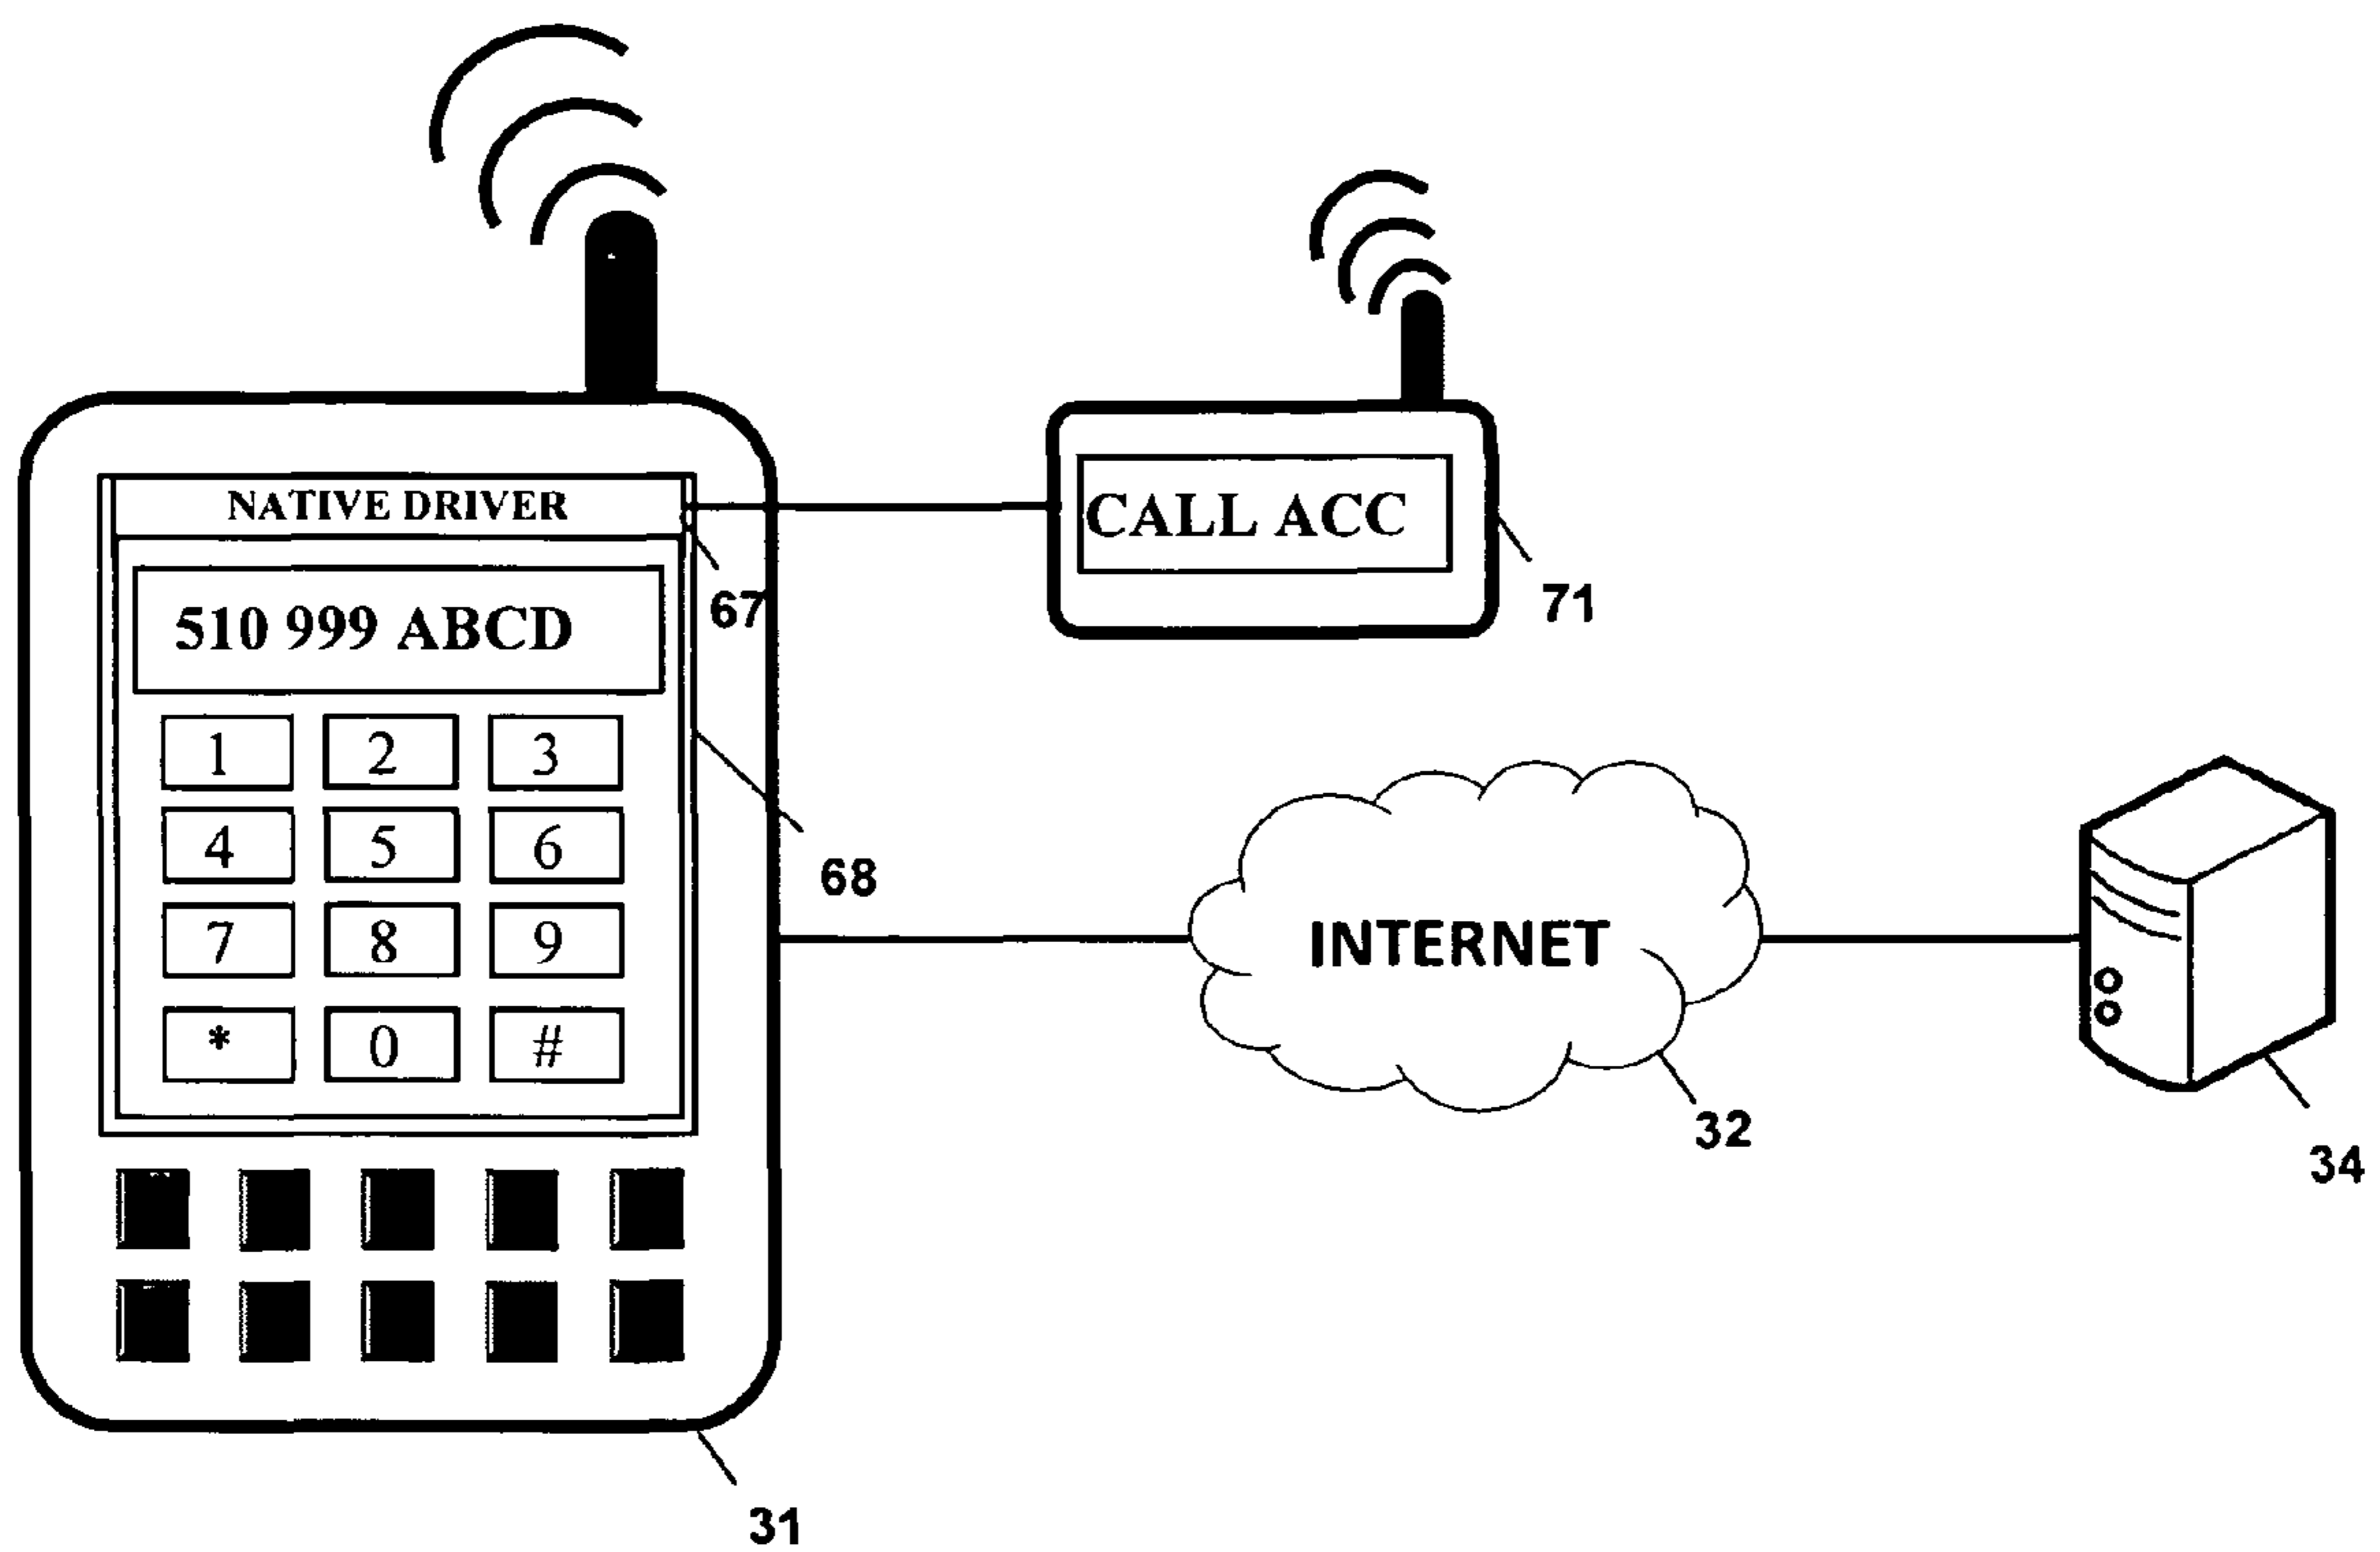 NATIVE DRIVER
CALL ACC
510 999 ABCD
67
71
1 2 3
4 5 6
68
7 8 9
INTERNET
* 0 #
32
34
31